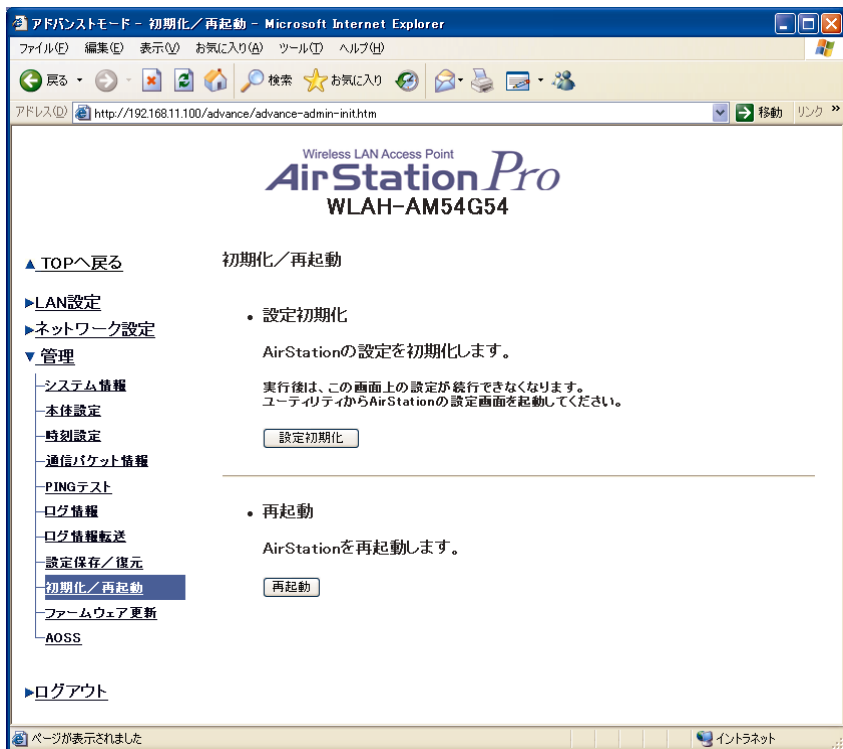 アドバンストモード - 初期化／再起動 - Microsoft Internet Explorer
ファイル(F) 編集(E) 表示(V) お気に入り(A) ツール(T) ヘルプ(H)
戻る 検索 お気に入り
アドレス(D) http://192.168.11.100/advance/advance-admin-init.htm 移動 リンク »
Wireless LAN Access Point
AirStation Pro
WLAH-AM54G54
▲ TOPへ戻る
▶LAN設定
▶ネットワーク設定
▼ 管理
システム情報
本体設定
時刻設定
通信パケット情報
PINGテスト
ログ情報
ログ情報転送
設定保存／復元
初期化／再起動
ファームウェア更新
AOSS
▶ログアウト
初期化／再起動
• 設定初期化
AirStationの設定を初期化します。
実行後は、この画面上の設定が続行できなくなります。
ユーティリティからAirStationの設定画面を起動してください。
設定初期化
• 再起動
AirStationを再起動します。
再起動
ページが表示されました イントラネット